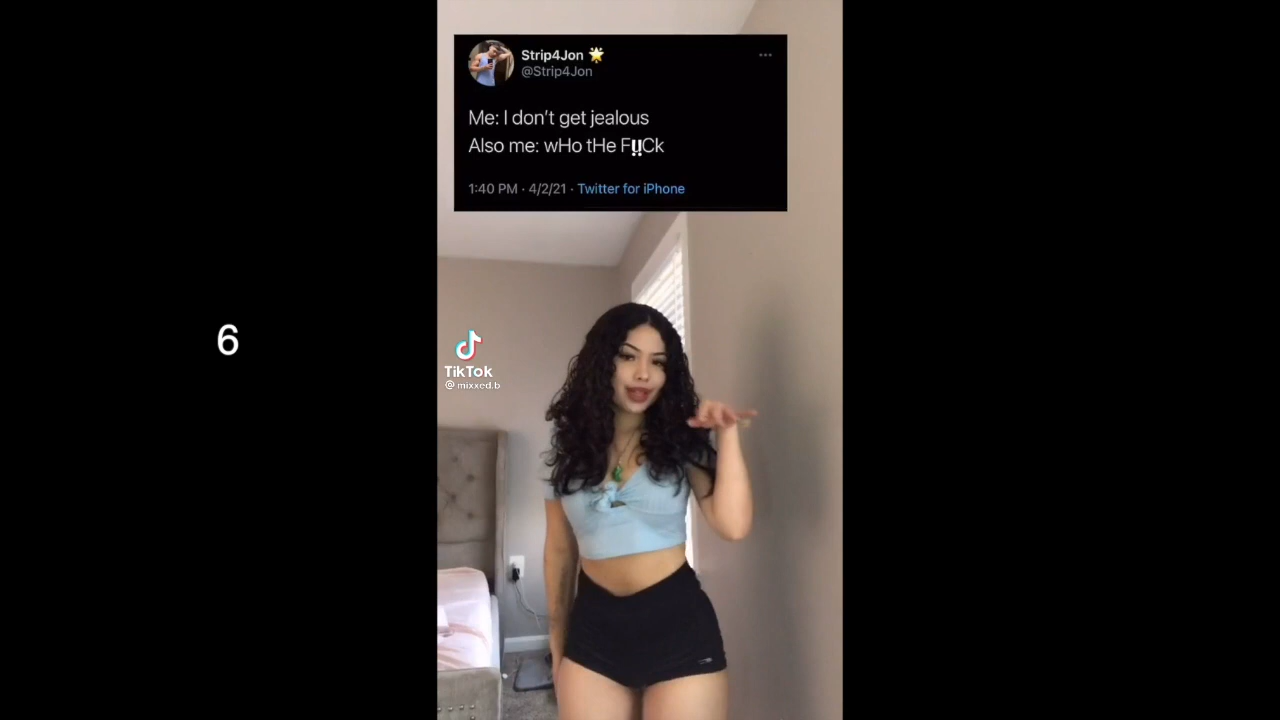 Strip4Jon 🌟
@Strip4Jon
Me: I don't get jealous
Also me: wHo tHe F‼Ck
1:40 PM · 4/2/21 · Twitter for iPhone
6
TikTok
@mixxed.b